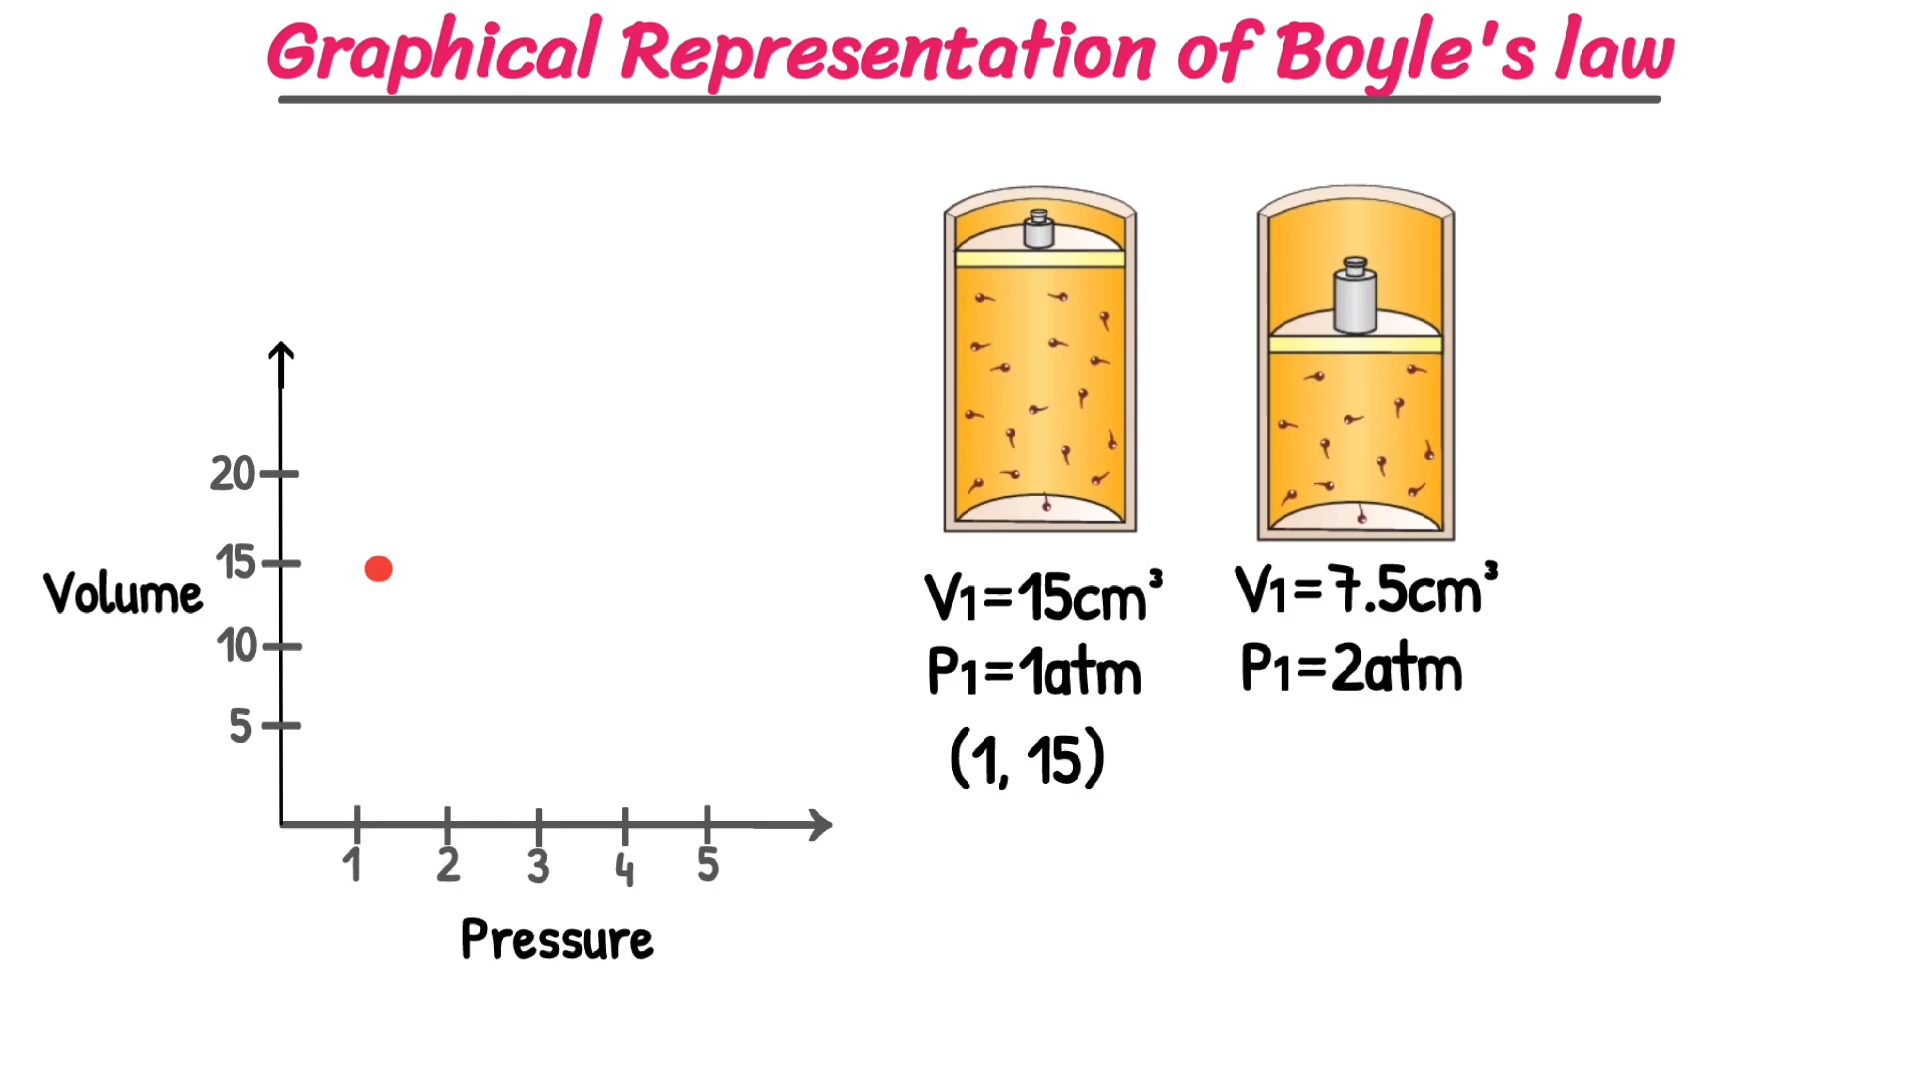 Graphical Representation of Boyle's law
20
15
10
5
Volume
1 2 3 4 5
Pressure
V1=15cm³
P1=1atm
(1, 15)
V1=7.5cm³
P1=2atm